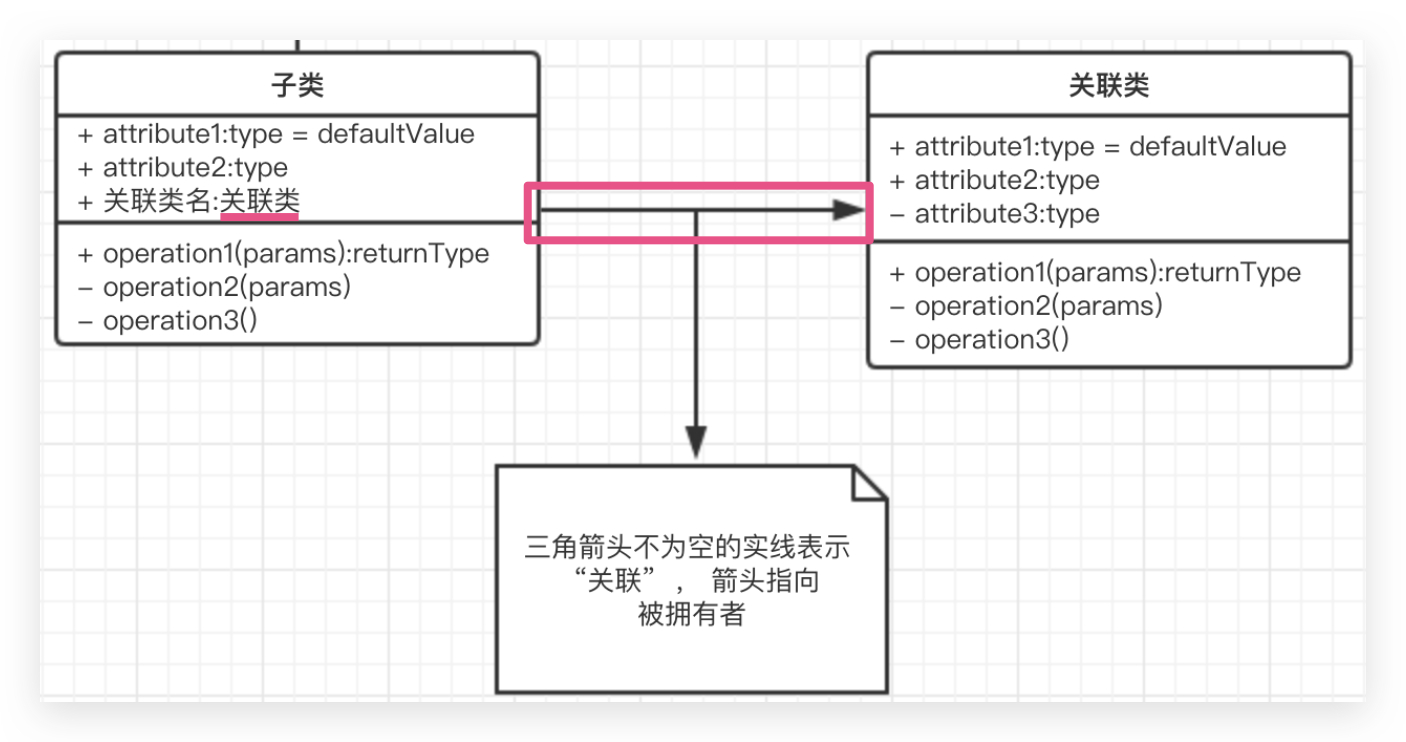 子类
+ attribute1:type = defaultValue
+ attribute2:type
+ 关联类名:关联类
+ operation1(params):returnType
– operation2(params)
– operation3()
关联类
+ attribute1:type = defaultValue
+ attribute2:type
– attribute3:type
+ operation1(params):returnType
– operation2(params)
– operation3()
三角箭头不为空的实线表示
“关联”， 箭头指向
被拥有者